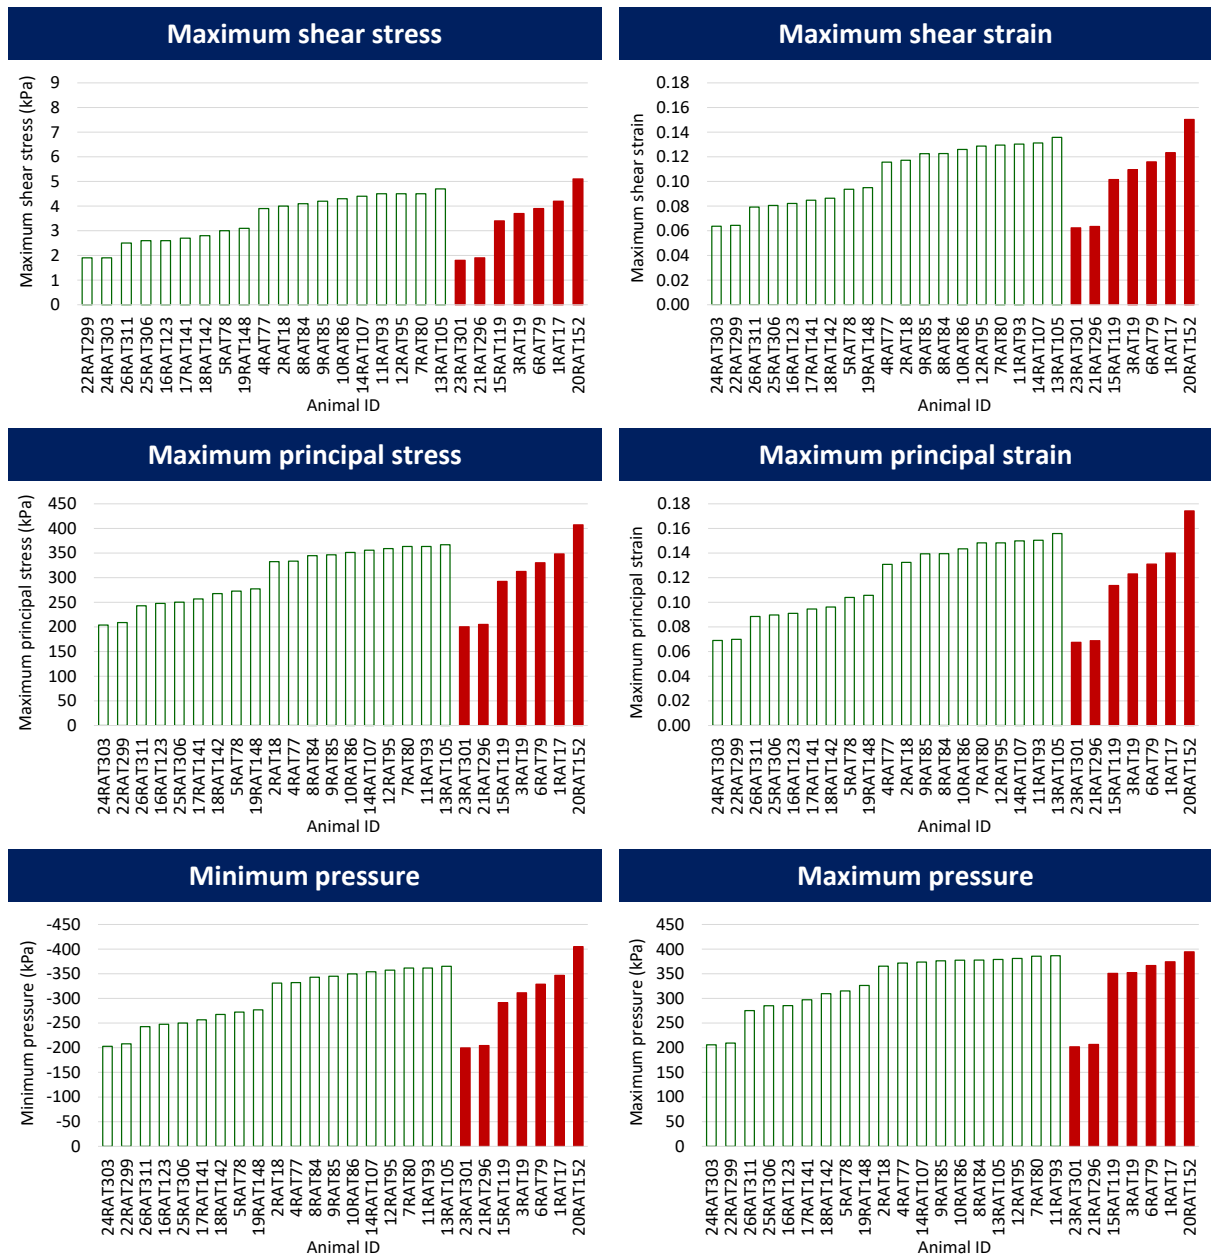 Maximum shear stress
Maximum shear stress (kPa)
9
8
7
6
5
4
3
2
1
0
22RAT299
24RAT303
26RAT311
25RAT306
16RAT123
17RAT141
18RAT142
5RAT78
19RAT148
4RAT77
2RAT18
8RAT84
9RAT85
10RAT86
14RAT107
11RAT93
12RAT95
7RAT80
13RAT105
23RAT301
21RAT296
15RAT119
3RAT19
6RAT79
1RAT17
20RAT152
Animal ID
Maximum shear strain
Maximum shear strain
0.18
0.16
0.14
0.12
0.10
0.08
0.06
0.04
0.02
0.00
24RAT303
22RAT299
26RAT311
25RAT306
16RAT123
17RAT141
18RAT142
5RAT78
19RAT148
4RAT77
2RAT18
9RAT85
8RAT84
10RAT86
12RAT95
7RAT80
11RAT93
14RAT107
13RAT105
23RAT301
21RAT296
15RAT119
3RAT19
6RAT79
1RAT17
20RAT152
Animal ID
Maximum principal stress
Maximum principal stress (kPa)
450
400
350
300
250
200
150
100
50
0
24RAT303
22RAT299
26RAT311
16RAT123
25RAT306
17RAT141
18RAT142
5RAT78
19RAT148
2RAT18
4RAT77
8RAT84
9RAT85
10RAT86
14RAT107
12RAT95
7RAT80
11RAT93
13RAT105
23RAT301
21RAT296
15RAT119
3RAT19
6RAT79
1RAT17
20RAT152
Animal ID
Maximum principal strain
Maximum principal strain
0.18
0.16
0.14
0.12
0.10
0.08
0.06
0.04
0.02
0.00
24RAT303
22RAT299
26RAT311
25RAT306
16RAT123
17RAT141
18RAT142
5RAT78
19RAT148
4RAT77
2RAT18
9RAT85
8RAT84
10RAT86
7RAT80
12RAT95
14RAT107
11RAT93
13RAT105
23RAT301
21RAT296
15RAT119
3RAT19
6RAT79
1RAT17
20RAT152
Animal ID
Minimum pressure
Minimum pressure (kPa)
-450
-400
-350
-300
-250
-200
-150
-100
-50
0
24RAT303
22RAT299
26RAT311
16RAT123
25RAT306
17RAT141
18RAT142
5RAT78
19RAT148
2RAT18
4RAT77
8RAT84
9RAT85
10RAT86
14RAT107
12RAT95
7RAT80
11RAT93
13RAT105
23RAT301
21RAT296
15RAT119
3RAT19
6RAT79
1RAT17
20RAT152
Animal ID
Maximum pressure
Maximum pressure (kPa)
450
400
350
300
250
200
150
100
50
0
24RAT303
22RAT299
26RAT311
25RAT306
16RAT123
17RAT141
18RAT142
5RAT78
19RAT148
2RAT18
4RAT77
14RAT107
9RAT85
10RAT86
8RAT84
13RAT105
12RAT95
7RAT80
11RAT93
23RAT301
21RAT296
15RAT119
3RAT19
6RAT79
1RAT17
20RAT152
Animal ID